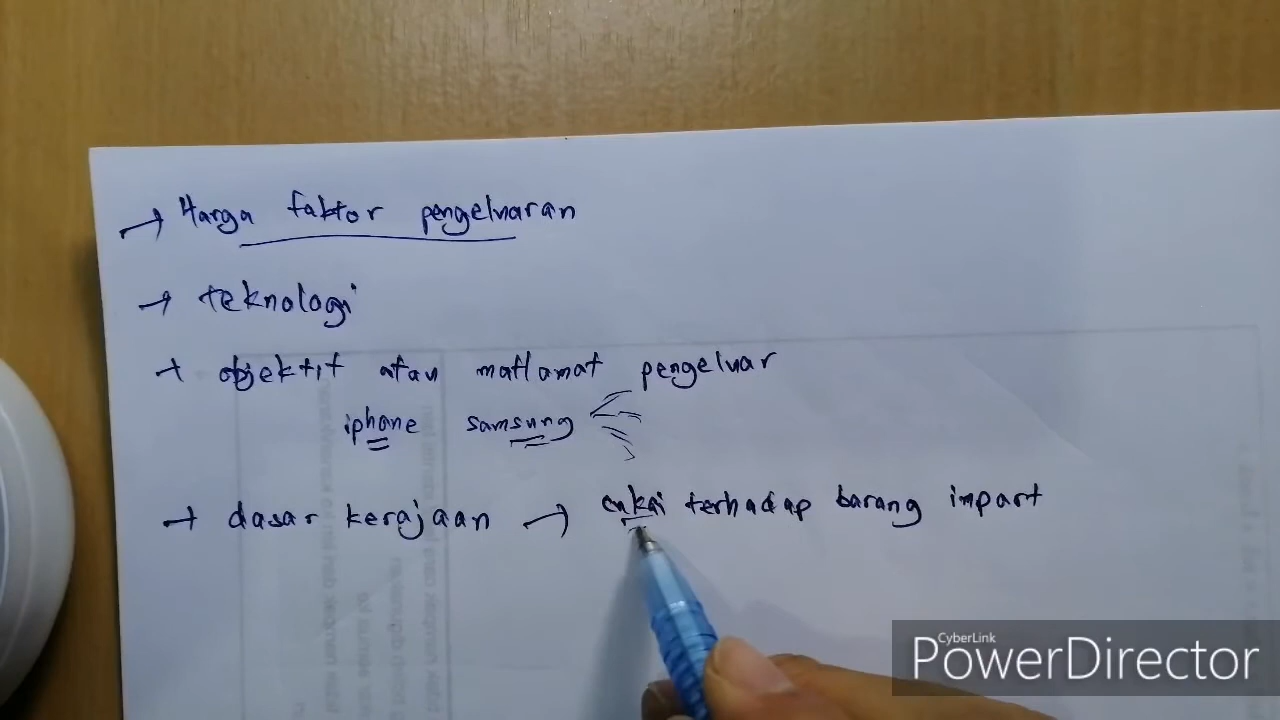 → Harga faktor pengeluaran
→ teknologi
→ objektif atau matlamat pengeluar
iphone samsung
→ dasar kerajaan → cukai terhadap barang import
CyberLink
PowerDirector